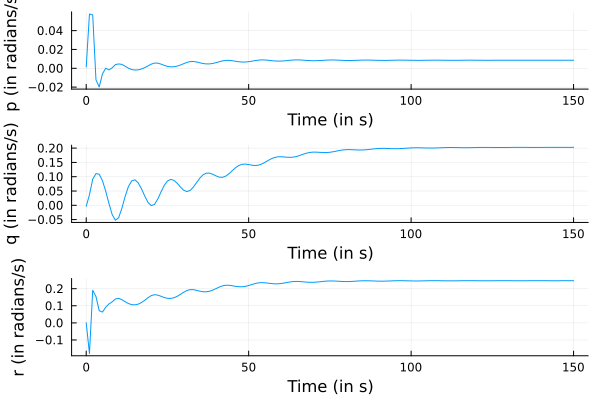 p (in radians/s
0.04
0.02
0.00
−0.02
0 50 100 150
Time (in s)
q (in radians/s)
0.20
0.15
0.10
0.05
0.00
−0.05
0 50 100 150
Time (in s)
r (in radians/s)
0.2
0.1
0.0
−0.1
0 50 100 150
Time (in s)